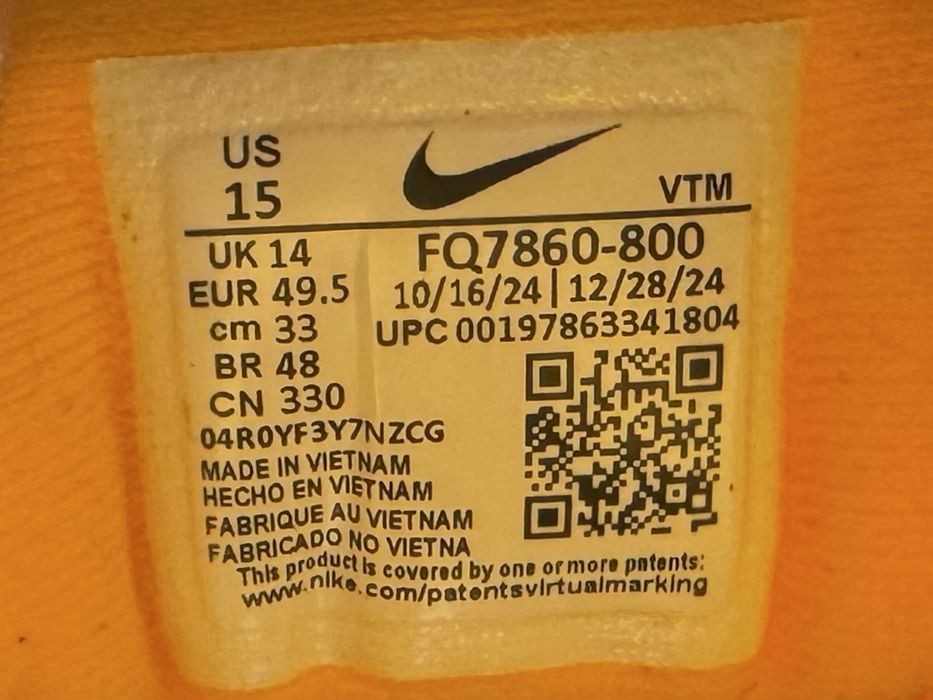 US
15
VTM
UK 14
EUR 49.5
cm 33
BR 48
CN 330
FQ7860-800
10/16/24 | 12/28/24
UPC 00197863341804
04R0YF3Y7NZCG
MADE IN VIETNAM
HECHO EN VIETNAM
FABRIQUE AU VIETNAM
FABRICADO NO VIETNA
This product is covered by one or more patents:
www.nike.com/patentsvirtualmarking